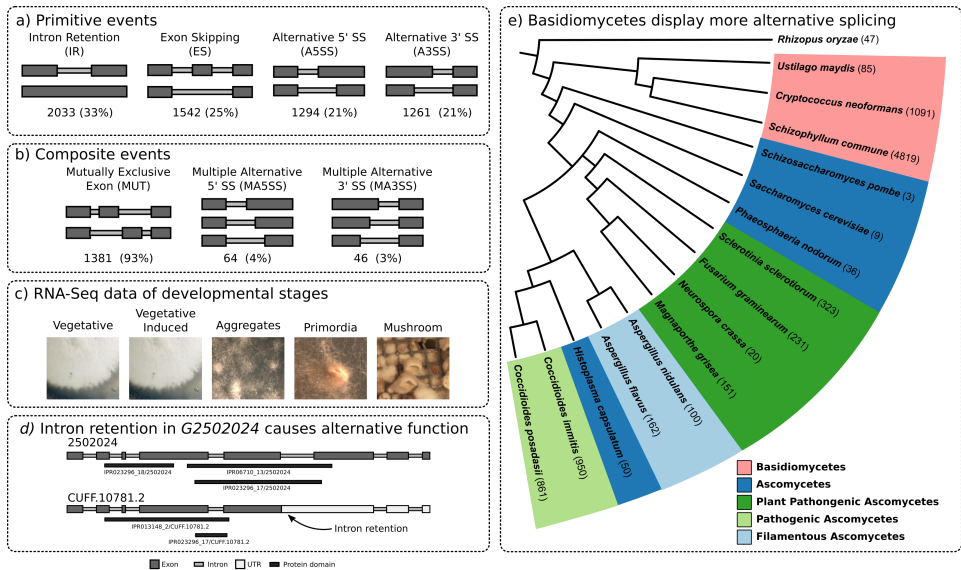 a) Primitive events
Intron Retention
(IR)
2033 (33%)
Exon Skipping
(ES)
1542 (25%)
Alternative 5' SS
(A5SS)
1294 (21%)
Alternative 3' SS
(A3SS)
1261 (21%)
b) Composite events
Mutually Exclusive
Exon (MUT)
1381 (93%)
Multiple Alternative
5' SS (MA5SS)
64 (4%)
Multiple Alternative
3' SS (MA3SS)
46 (3%)
c) RNA-Seq data of developmental stages
Vegetative
Vegetative
Induced
Aggregates
Primordia
Mushroom
d) Intron retention in G2502024 causes alternative function
2502024
IPR023296_18/2502024
IPR06710_13/2502024
IPR023296_17/2502024
CUFF.10781.2
IPR013148_2/CUFF.10781.2
IPR023296_17/CUFF.10781.2
Intron retention
Exon
Intron
UTR
Protein domain
e) Basidiomycetes display more alternative splicing
Rhizopus oryzae (47)
Ustilago maydis (85)
Cryptococcus neoformans (1091)
Schizophyllum commune (4819)
Schizosaccharomyces pombe (3)
Saccharomyces cerevisiae (9)
Phaeosphaeria nodorum (36)
Sclerotinia sclerotiorum (323)
Fusarium graminearum (231)
Neurospora crassa (20)
Magnaporthe grisea (151)
Aspergillus nidulans (100)
Aspergillus flavus (162)
Histoplasma capsulatum (50)
Coccidioides immitis (950)
Coccidioides posadasii (861)
Basidiomycetes
Ascomycetes
Plant Pathogenic Ascomycetes
Pathogenic Ascomycetes
Filamentous Ascomycetes